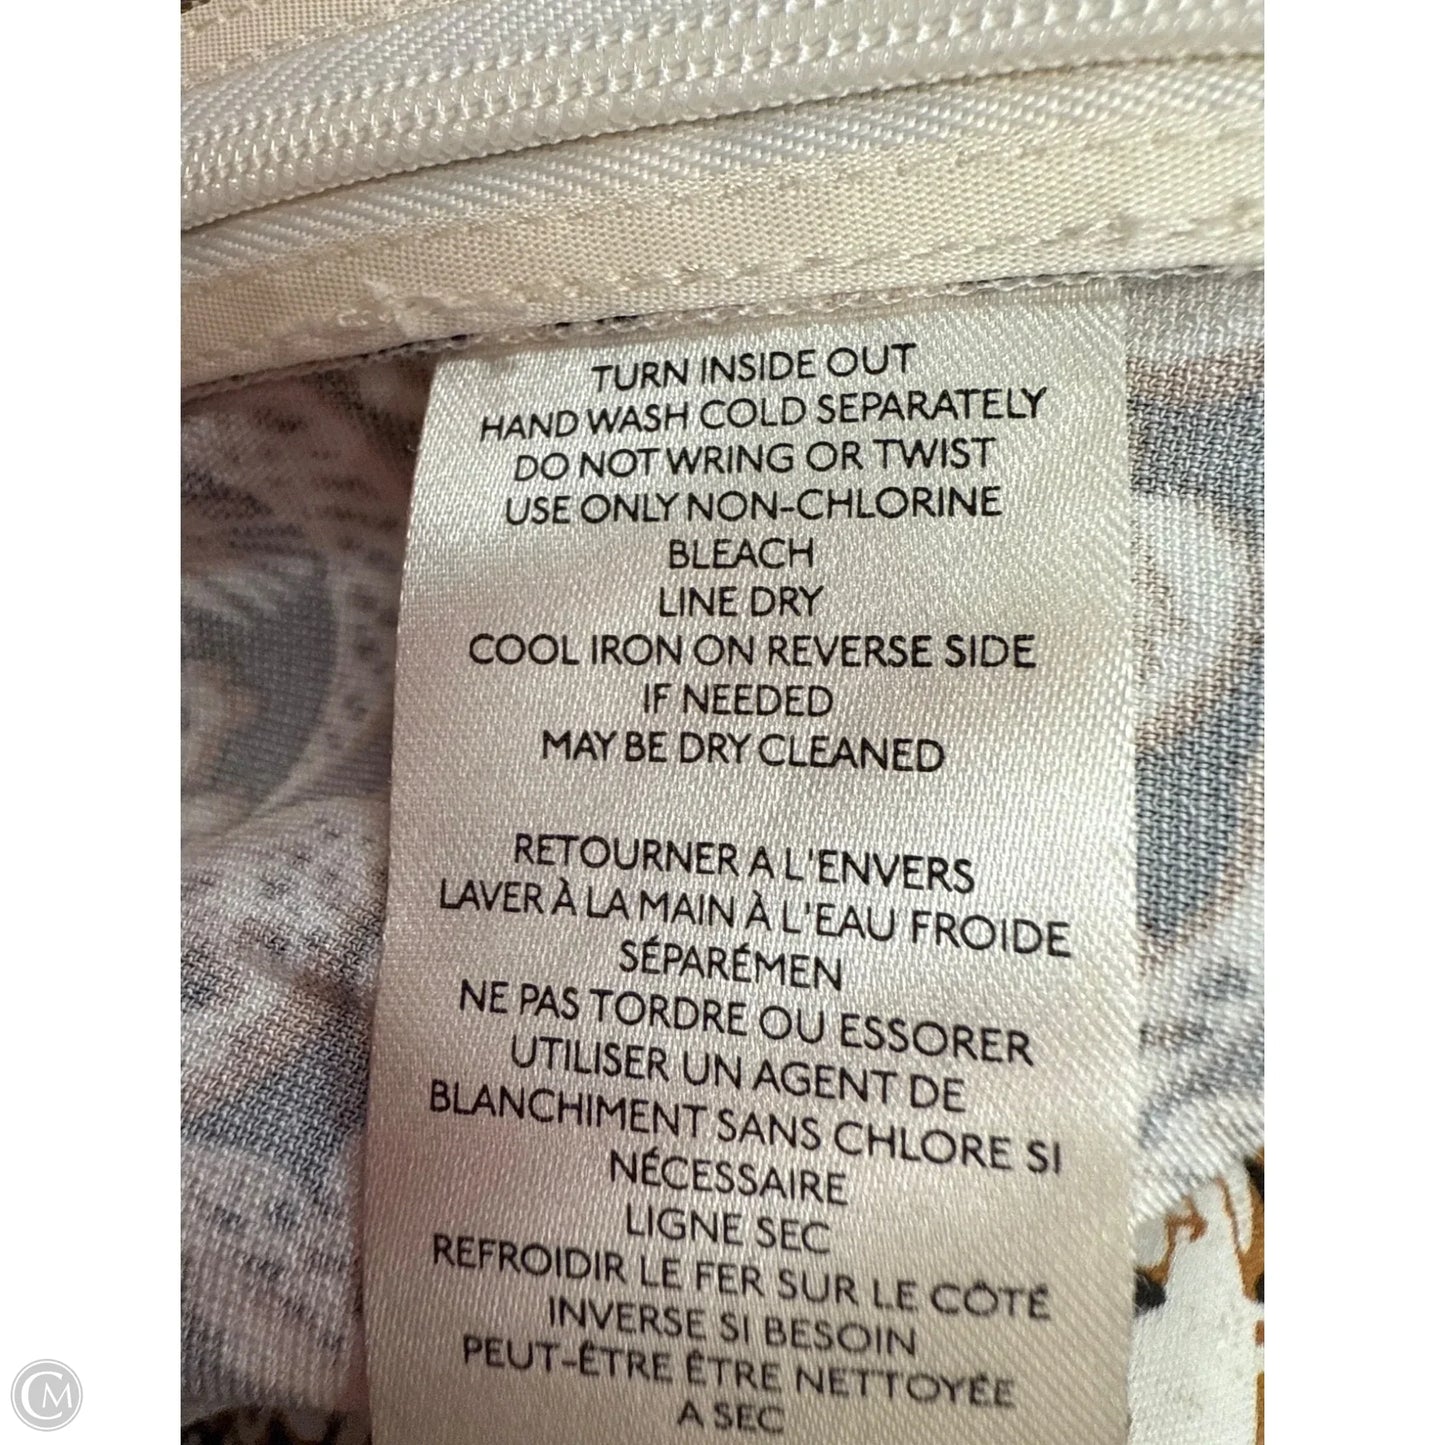 TURN INSIDE OUT
HAND WASH COLD SEPARATELY
DO NOT WRING OR TWIST
USE ONLY NON-CHLORINE
BLEACH
LINE DRY
COOL IRON ON REVERSE SIDE
IF NEEDED
MAY BE DRY CLEANED
RETOURNER A L'ENVERS
LAVER À LA MAIN À L'EAU FROIDE
SÉPARÉMEN
NE PAS TORDRE OU ESSORER
UTILISER UN AGENT DE
BLANCHIMENT SANS CHLORE SI
NÉCESSAIRE
LIGNE SEC
REFROIDIR LE FER SUR LE CÔTÉ
INVERSE SI BESOIN
PEUT-ÊTRE ÊTRE NETTOYÉE
A SEC
CM